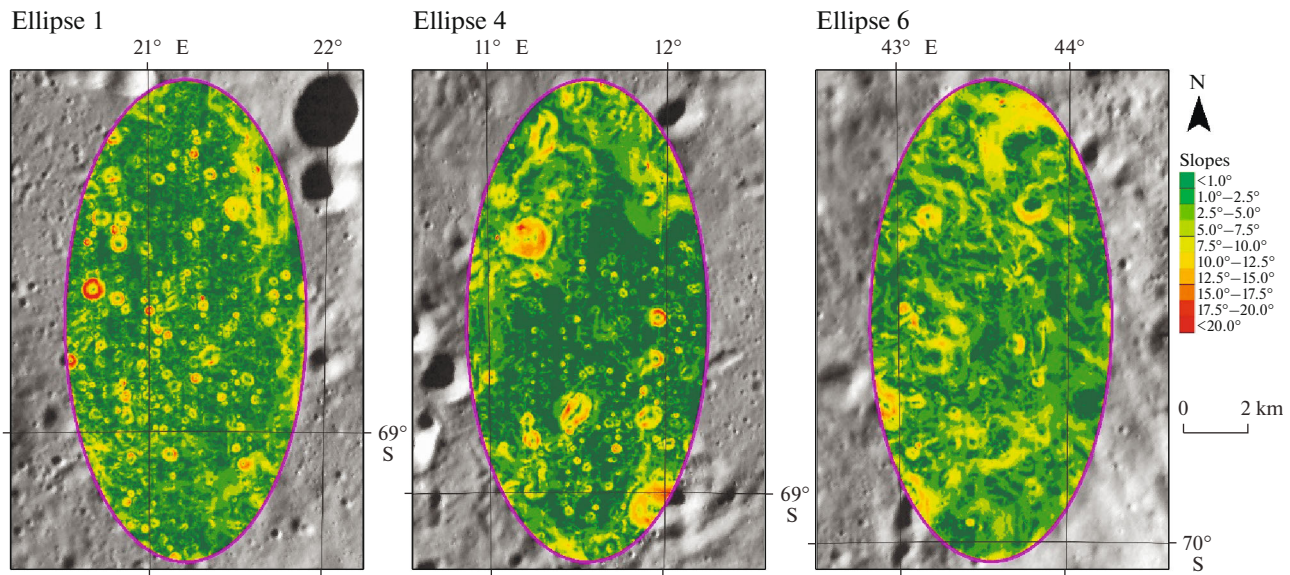 Ellipse 1
21° E 22°
69°
S
Ellipse 4
11° E 12°
69°
S
Ellipse 6
43° E 44°
70°
S
N
Slopes
<1.0°
1.0°–2.5°
2.5°–5.0°
5.0°–7.5°
7.5°–10.0°
10.0°–12.5°
12.5°–15.0°
15.0°–17.5°
17.5°–20.0°
<20.0°
0 2 km